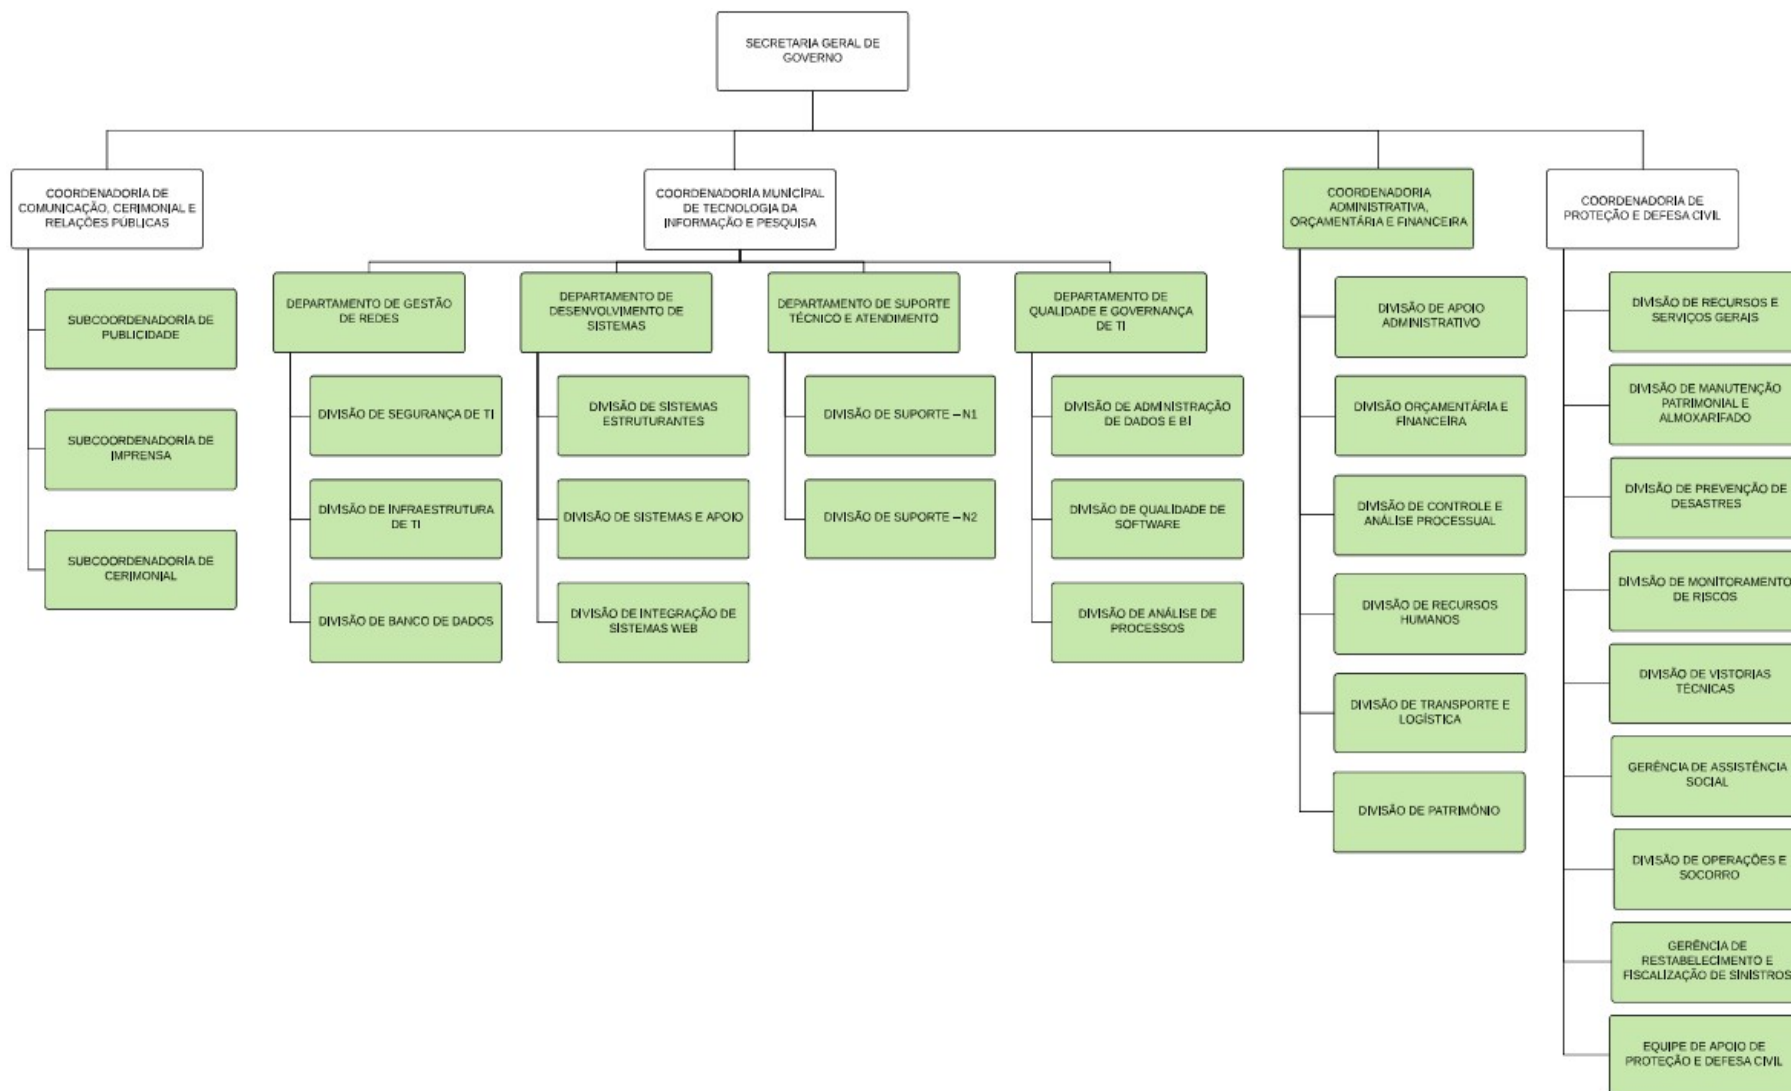 SECRETARIA GERAL DE
GOVERNO
COORDENADORIA DE
COMUNICAÇÃO, CERIMONIAL E
RELAÇÕES PÚBLICAS
SUBCOORDENADORIA DE
PUBLICIDADE
SUBCOORDENADORIA DE
IMPRENSA
SUBCOORDENADORIA DE
CERIMONIAL
COORDENADORIA MUNICIPAL
DE TECNOLOGIA DA
INFORMAÇÃO E PESQUISA
DEPARTAMENTO DE GESTÃO
DE REDES
DIVISÃO DE SEGURANÇA DE TI
DIVISÃO DE INFRAESTRUTURA
DE TI
DIVISÃO DE BANCO DE DADOS
DEPARTAMENTO DE
DESENVOLVIMENTO DE
SISTEMAS
DIVISÃO DE SISTEMAS
ESTRUTURANTES
DIVISÃO DE SISTEMAS E APOIO
DIVISÃO DE INTEGRAÇÃO DE
SISTEMAS WEB
DEPARTAMENTO DE SUPORTE
TÉCNICO E ATENDIMENTO
DIVISÃO DE SUPORTE – N1
DIVISÃO DE SUPORTE – N2
DEPARTAMENTO DE
QUALIDADE E GOVERNANÇA
DE TI
DIVISÃO DE ADMINISTRAÇÃO
DE DADOS E BI
DIVISÃO DE QUALIDADE DE
SOFTWARE
DIVISÃO DE ANÁLISE DE
PROCESSOS
COORDENADORIA
ADMINISTRATIVA,
ORÇAMENTÁRIA E FINANCEIRA
DIVISÃO DE APOIO
ADMINISTRATIVO
DIVISÃO ORÇAMENTÁRIA E
FINANCEIRA
DIVISÃO DE CONTROLE E
ANÁLISE PROCESSUAL
DIVISÃO DE RECURSOS
HUMANOS
DIVISÃO DE TRANSPORTE E
LOGÍSTICA
DIVISÃO DE PATRIMÔNIO
COORDENADORIA DE
PROTEÇÃO E DEFESA CIVIL
DIVISÃO DE RECURSOS E
SERVIÇOS GERAIS
DIVISÃO DE MANUTENÇÃO
PATRIMONIAL E
ALMOXARIFADO
DIVISÃO DE PREVENÇÃO DE
DESASTRES
DIVISÃO DE MONITORAMENTO
DE RISCOS
DIVISÃO DE VISTORIAS
TÉCNICAS
GERÊNCIA DE ASSISTÊNCIA
SOCIAL
DIVISÃO DE OPERAÇÕES E
SOCORRO
GERÊNCIA DE
RESTABELECIMENTO E
FISCALIZAÇÃO DE SINISTROS
EQUIPE DE APOIO DE
PROTEÇÃO E DEFESA CIVIL